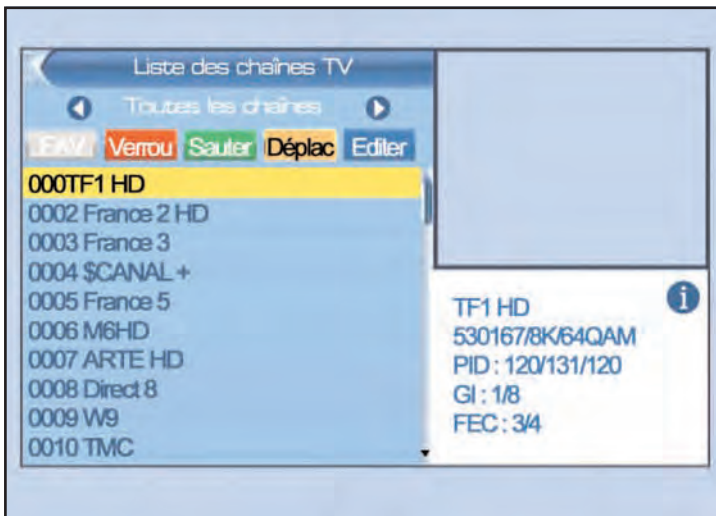 Liste des chaînes TV
Toutes les chaînes
FAV Verrou Sauter Déplac Editer
000TF1 HD
0002 France 2 HD
0003 France 3
0004 $CANAL +
0005 France 5
0006 M6HD
0007 ARTE HD
0008 Direct 8
0009 W9
0010 TMC
TF1 HD
530167/8K/64QAM
PID : 120/131/120
GI : 1/8
FEC : 3/4